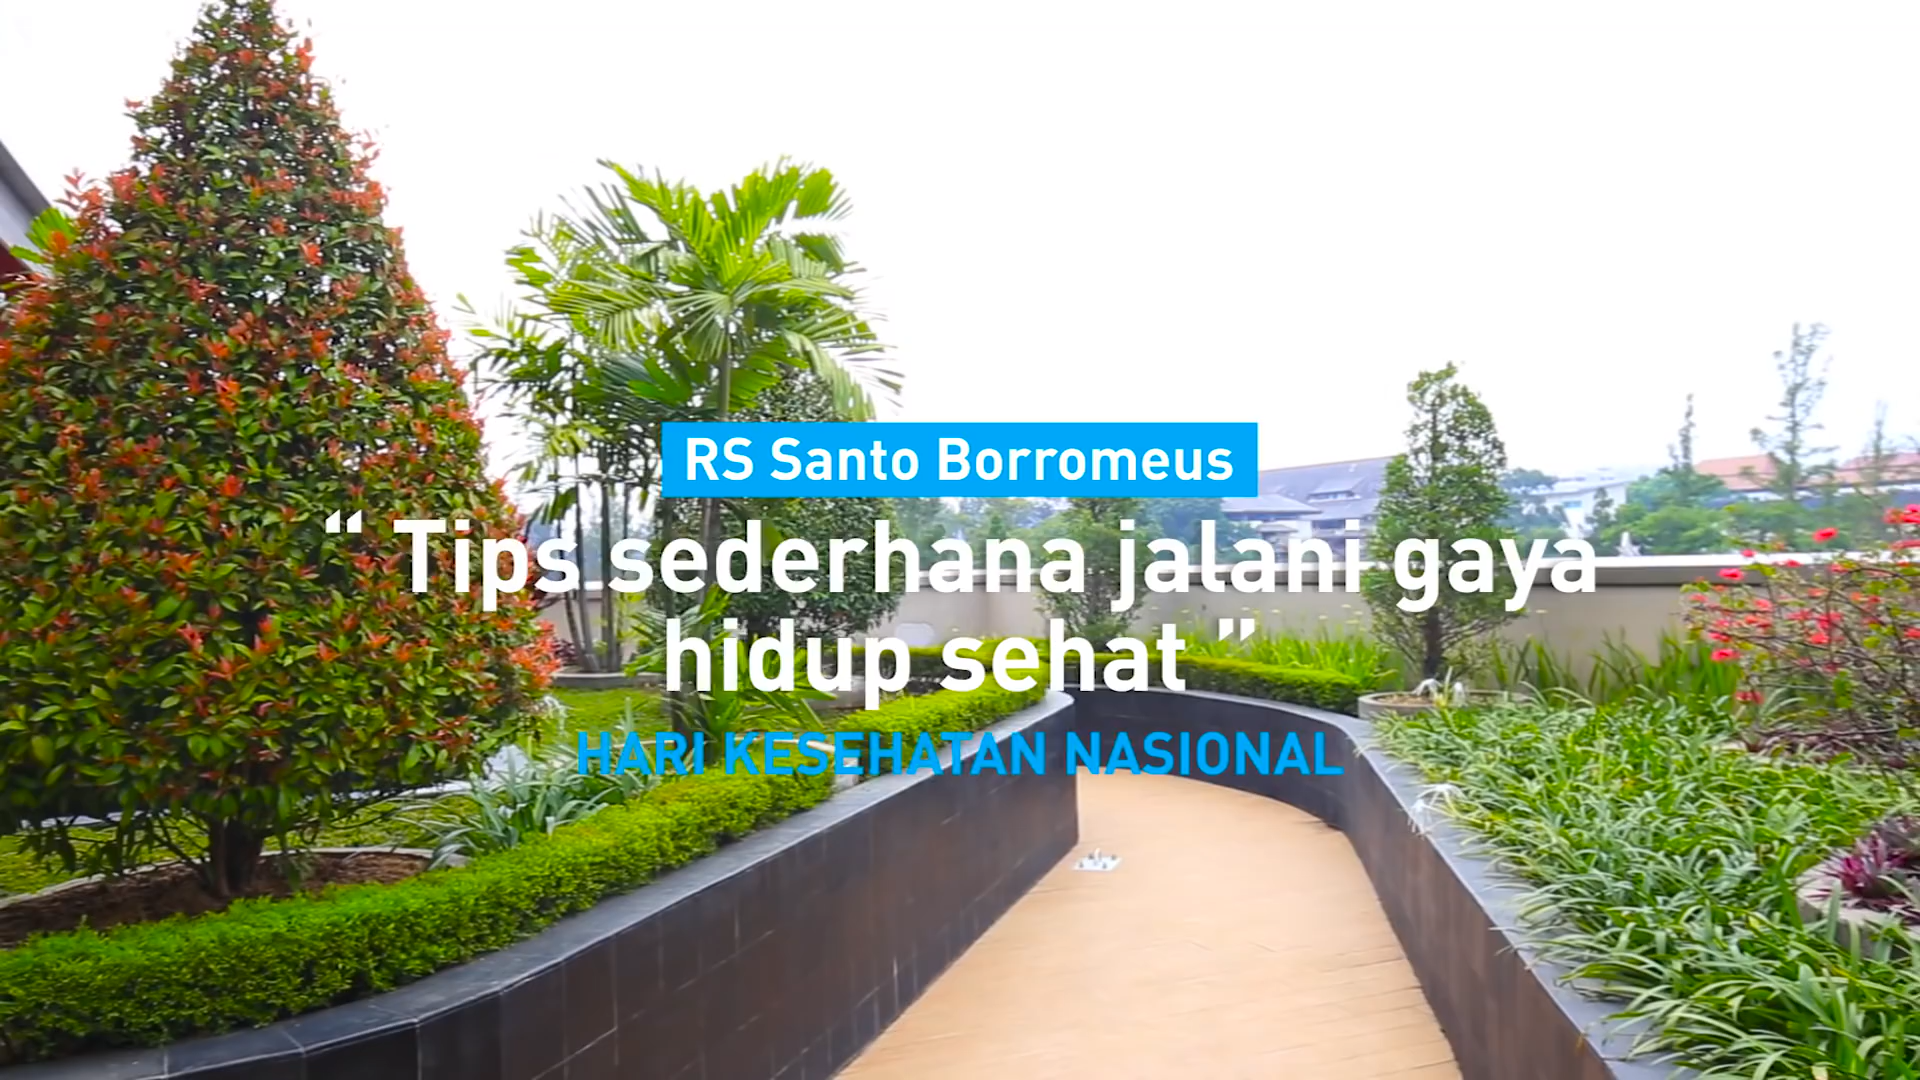 RS Santo Borromeus
“ Tips sederhana jalani gaya
hidup sehat ”
HARI KESEHATAN NASIONAL